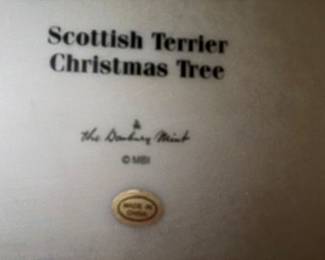 Scottish Terrier
Christmas Tree
&
the Danbury Mint
© MBI
MADE IN
CHINA